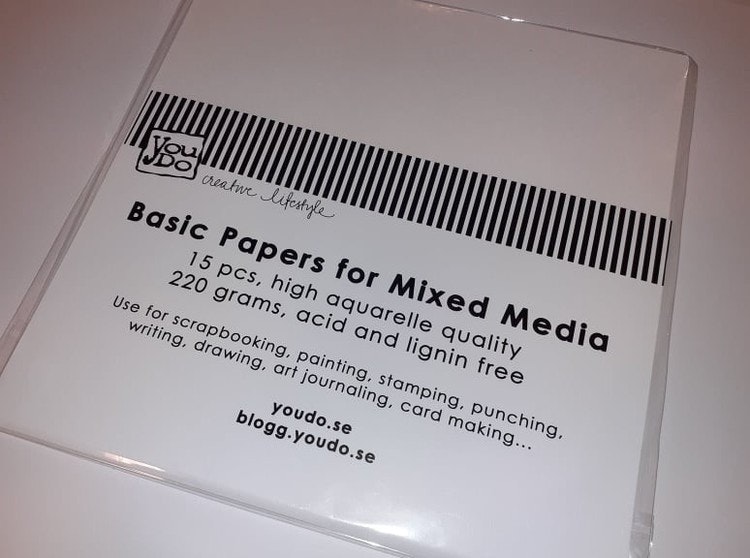 you
DO
creative lifestyle
Basic Papers for Mixed Media
15 pcs, high aquarelle quality
220 grams, acid and lignin free
Use for scrapbooking, painting, stamping, punching,
writing, drawing, art journaling, card making...
youdo.se
blogg.youdo.se